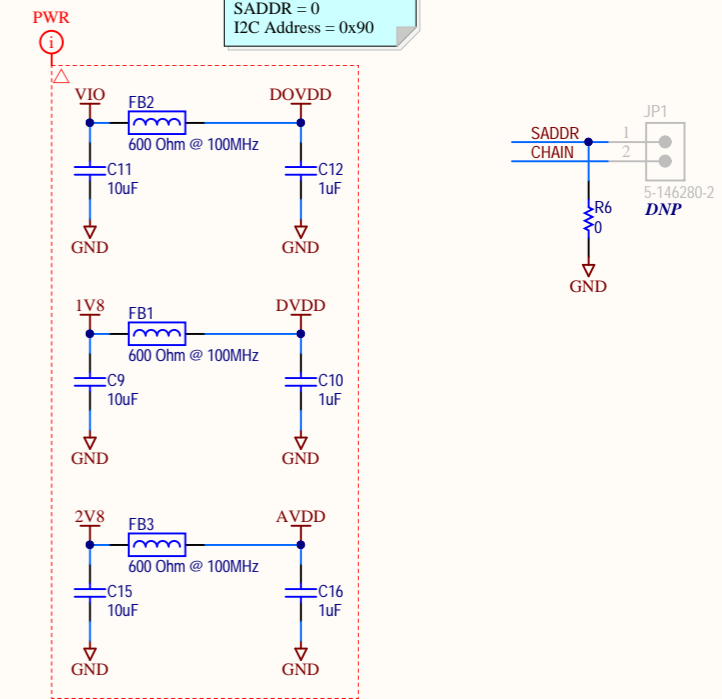 SADDR = 0
I2C Address = 0x90
PWR
i
VIO
FB2
600 Ohm @ 100MHz
DOVDD
C11
10uF
C12
1uF
GND
GND
SADDR
CHAIN
1
2
JP1
5-146280-2
DNP
R6
0
GND
1V8
FB1
600 Ohm @ 100MHz
DVDD
C9
10uF
C10
1uF
GND
GND
2V8
FB3
600 Ohm @ 100MHz
AVDD
C15
10uF
C16
1uF
GND
GND